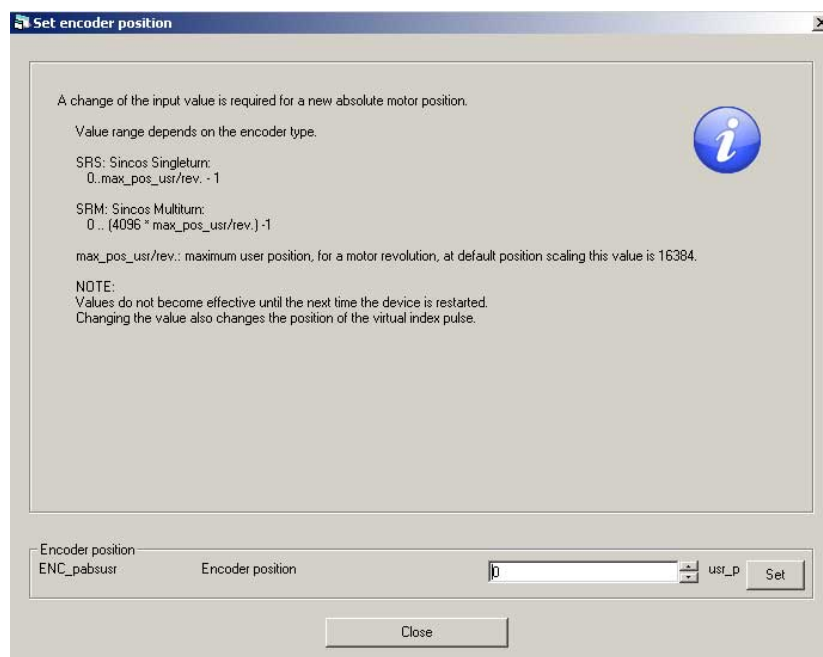 Set encoder position
A change of the input value is required for a new absolute motor position.
Value range depends on the encoder type.
SRS: Sincos Singleturn:
0..max_pos_usr/rev. - 1
SRM: Sincos Multiturn:
0 .. (4096 * max_pos_usr/rev.) -1
max_pos_usr/rev.: maximum user position, for a motor revolution, at default position scaling this value is 16384.
NOTE:
Values do not become effective until the next time the device is restarted.
Changing the value also changes the position of the virtual index pulse.
Encoder position
ENC_pabsusr Encoder position 0 usr_p Set
Close